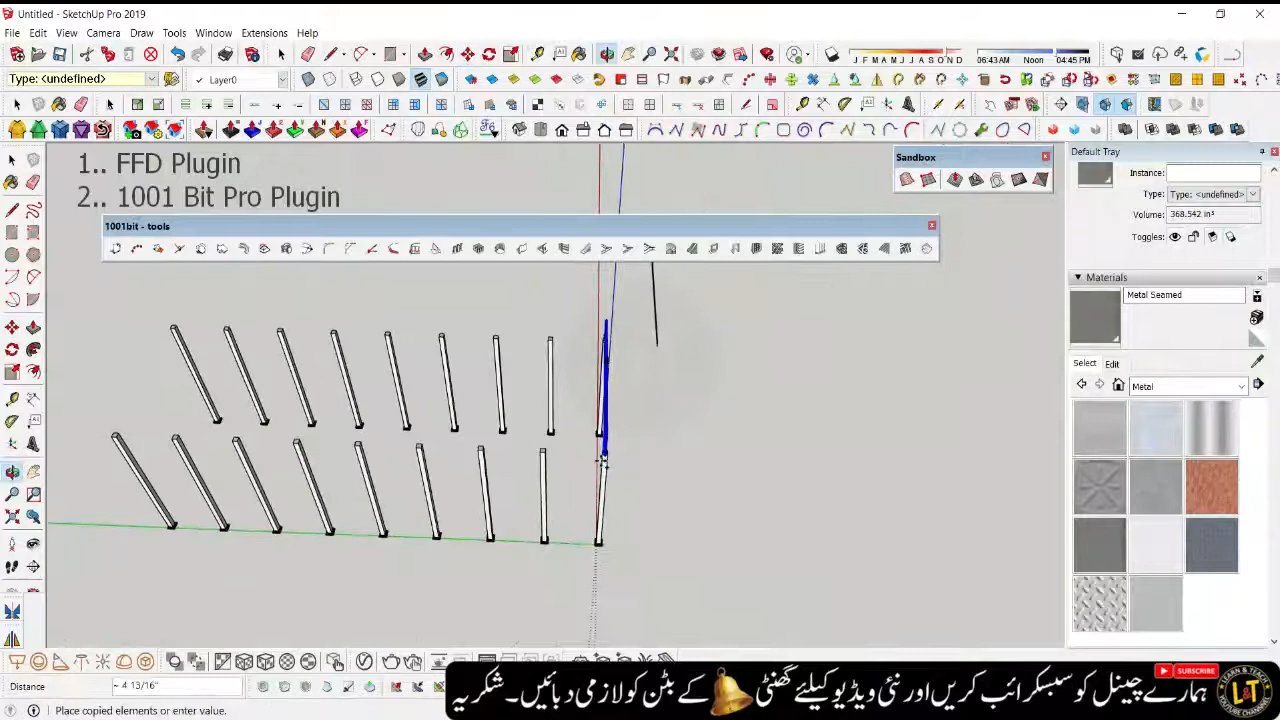 Untitled - SketchUp Pro 2019
File Edit View Camera Draw Tools Window Extensions Help
J F M A M J J A S O N D 06:43 AM Noon 04:45 PM
Type: <undefined>
Layer0
1.. FFD Plugin
2.. 1001 Bit Pro Plugin
1001bit - tools
Sandbox
Default Tray
Instance:
Type: Type: <undefined>
Volume: 368.542 in³
Toggles:
Materials
Metal Seamed
Select Edit
Metal
SUBSCRIBE
ہمارے چینل کو سبسکرائب کریں اور نئی ویڈیو کیلئے گھنٹی کے بٹن کو لازمی دبائیں۔ شکریہ
L&T
Distance ~ 4 13/16"
Place copied elements or enter value.